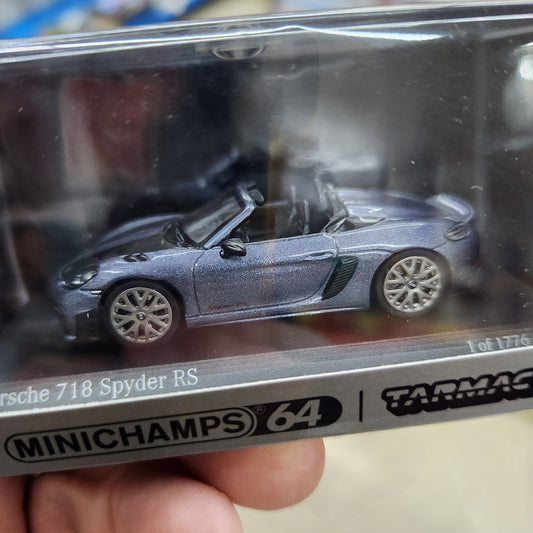 rsche 718 Spyder RS
1 of 1776
MINICHAMPS® 64 | TARMAC